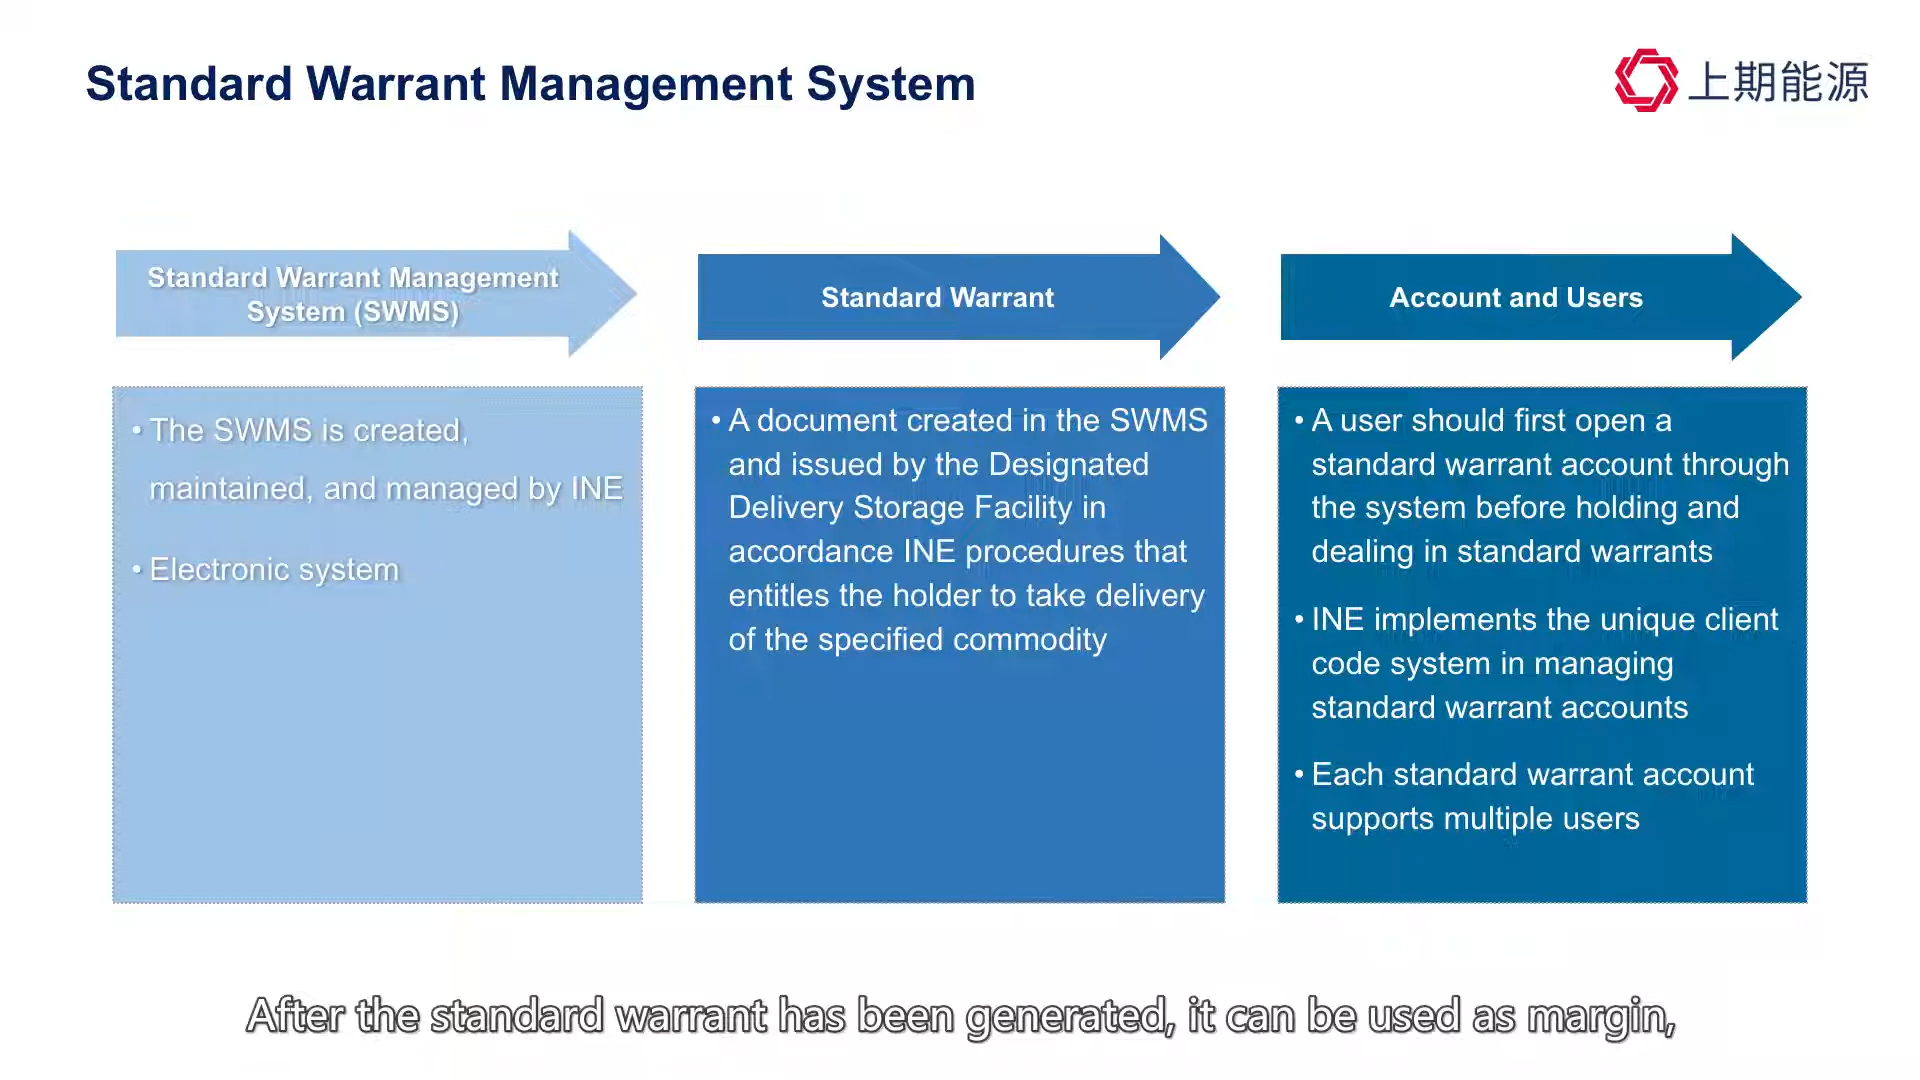 Standard Warrant Management System
上期能源
Standard Warrant Management
System (SWMS)
• The SWMS is created,
maintained, and managed by INE
• Electronic system
Standard Warrant
• A document created in the SWMS
and issued by the Designated
Delivery Storage Facility in
accordance INE procedures that
entitles the holder to take delivery
of the specified commodity
Account and Users
• A user should first open a
standard warrant account through
the system before holding and
dealing in standard warrants
• INE implements the unique client
code system in managing
standard warrant accounts
• Each standard warrant account
supports multiple users
After the standard warrant has been generated, it can be used as margin,